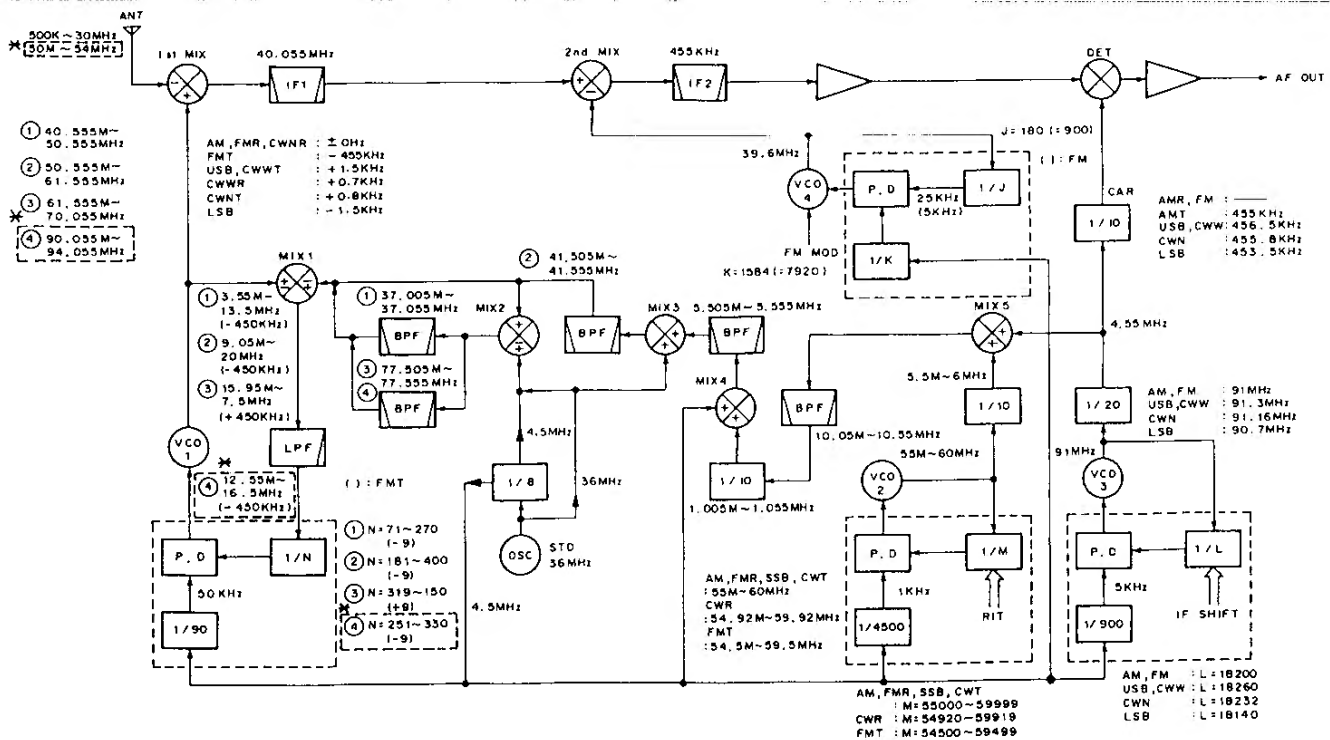 ANT
500K~30MHz
* 50M~54MHz
1st MIX
40.055MHz
IF1
2nd MIX
455KHz
IF2
DET
AF OUT
① 40.555M~
50.555MHz
② 50.555M~
61.555MHz
③ 61.555M~
* 70.055MHz
④ 90.055M~
94.055MHz
AM,FMR,CWNR : ±0Hz
FMT : -455KHz
USB,CWWT : +1.5KHz
CWWR : +0.7KHz
CWNT : +0.8KHz
LSB : -1.5KHz
J=180 (=900)
( ):FM
39.6MHz
VCO
4
P.D
25KHz
(5KHz)
1/J
FM MOD
1/K
K=1584(=7920)
CAR
1/10
AMR, FM : ——
AMT : 455KHz
USB,CWW : 456.5KHz
CWN : 455.8KHz
LSB : 453.5KHz
MIX1
① 3.55M~
13.5MHz
(-450KHz)
② 9.05M~
20MHz
(-450KHz)
③ 15.95M~
7.5MHz
(+450KHz)
① 37.005M~
37.055MHz
BPF
③ 77.505M~
④ 77.555MHz
BPF
MIX2
② 41.505M~
41.555MHz
BPF
MIX3
5.505M~5.555MHz
BPF
MIX4
MIX5
4.55MHz
5.5M~6MHz
1/10
BPF
10.05M~10.55MHz
1/10
1.005M~1.055MHz
1/20
AM, FM : 91MHz
USB,CWW : 91.3MHz
CWN : 91.16MHz
LSB : 90.7MHz
91MHz
VCO
3
55M~60MHz
VCO
2
VCO
1
*
LPF
④ 12.55M~
16.5MHz
(-450KHz)
( ):FMT
4.5MHz
1/8
36MHz
OSC
STD
36MHz
4.5MHz
P.D
1/N
50KHz
1/90
① N=71~270
(-9)
② N=181~400
(-9)
③ N=319~150
* (+9)
④ N=251~330
(-9)
AM,FMR,SSB,CWT
:55M~60MHz
CWR
:54.92M~59.92MHz
FMT
:54.5M~59.5MHz
P.D
1/M
1KHz
1/4500
RIT
P.D
1/L
5KHz
1/900
IF SHIFT
AM,FMR,SSB,CWT
:M=55000~59999
CWR :M=54920~59919
FMT :M=54500~59499
AM,FM :L=18200
USB,CWW :L=18260
CWN :L=18232
LSB :L=18140